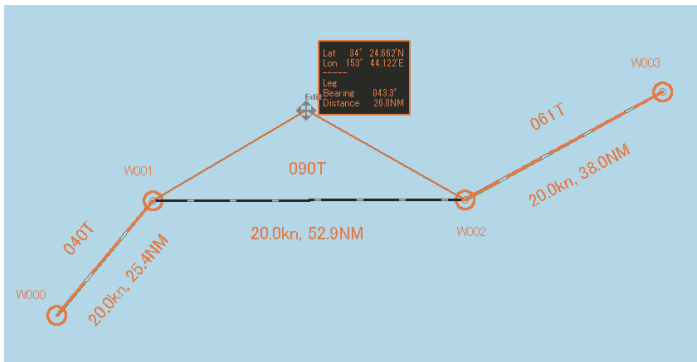 Lat 34° 24.662'N
Lon 153° 44.122'E
-----
Leg
Bearing 043.3°
Distance 26.8NM
W003
061T
20.0kn, 38.0NM
W001
090T
040T
20.0kn, 52.9NM
W002
20.0kn, 25.4NM
W000